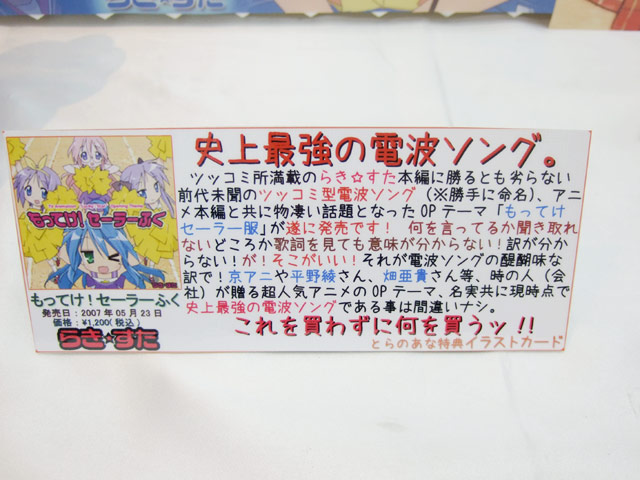 らき☆すた
史上最強の電波ソング。
ツッコミ所満載のらき☆すた本編に勝るとも劣らない
前代未聞のツッコミ型電波ソング(※勝手に命名)、アニ
メ本編と共に物凄い話題となったOPテーマ「もってけ
セーラー服」が遂に発売です! 何を言ってるか聞き取れ
ないどころか歌詞を見ても意味が分からない!訳が分か
らない!が!そこがいい!それが電波ソングの醍醐味な
訳で!京アニや平野綾さん、畑亜貴さん等、時の人(会
社)が贈る超人気アニメのOPテーマ、名実共に現時点で
史上最強の電波ソングである事は間違いナシ。
これを買わずに何を買うッ!!
とらのあな特典イラストカード
もってけ!セーラーふく
もってけ!セーラーふく
発売日:2007年05月23日
価格:¥1,200(税込)
らき☆すた